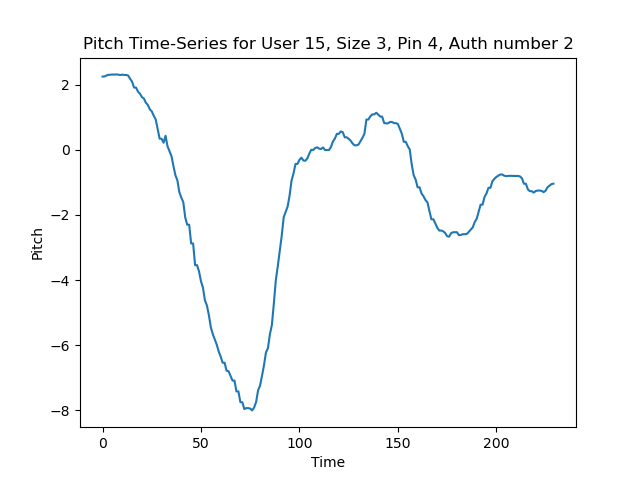 Pitch Time-Series for User 15, Size 3, Pin 4, Auth number 2
2
0
−2
−4
−6
−8
Pitch
0 50 100 150 200
Time